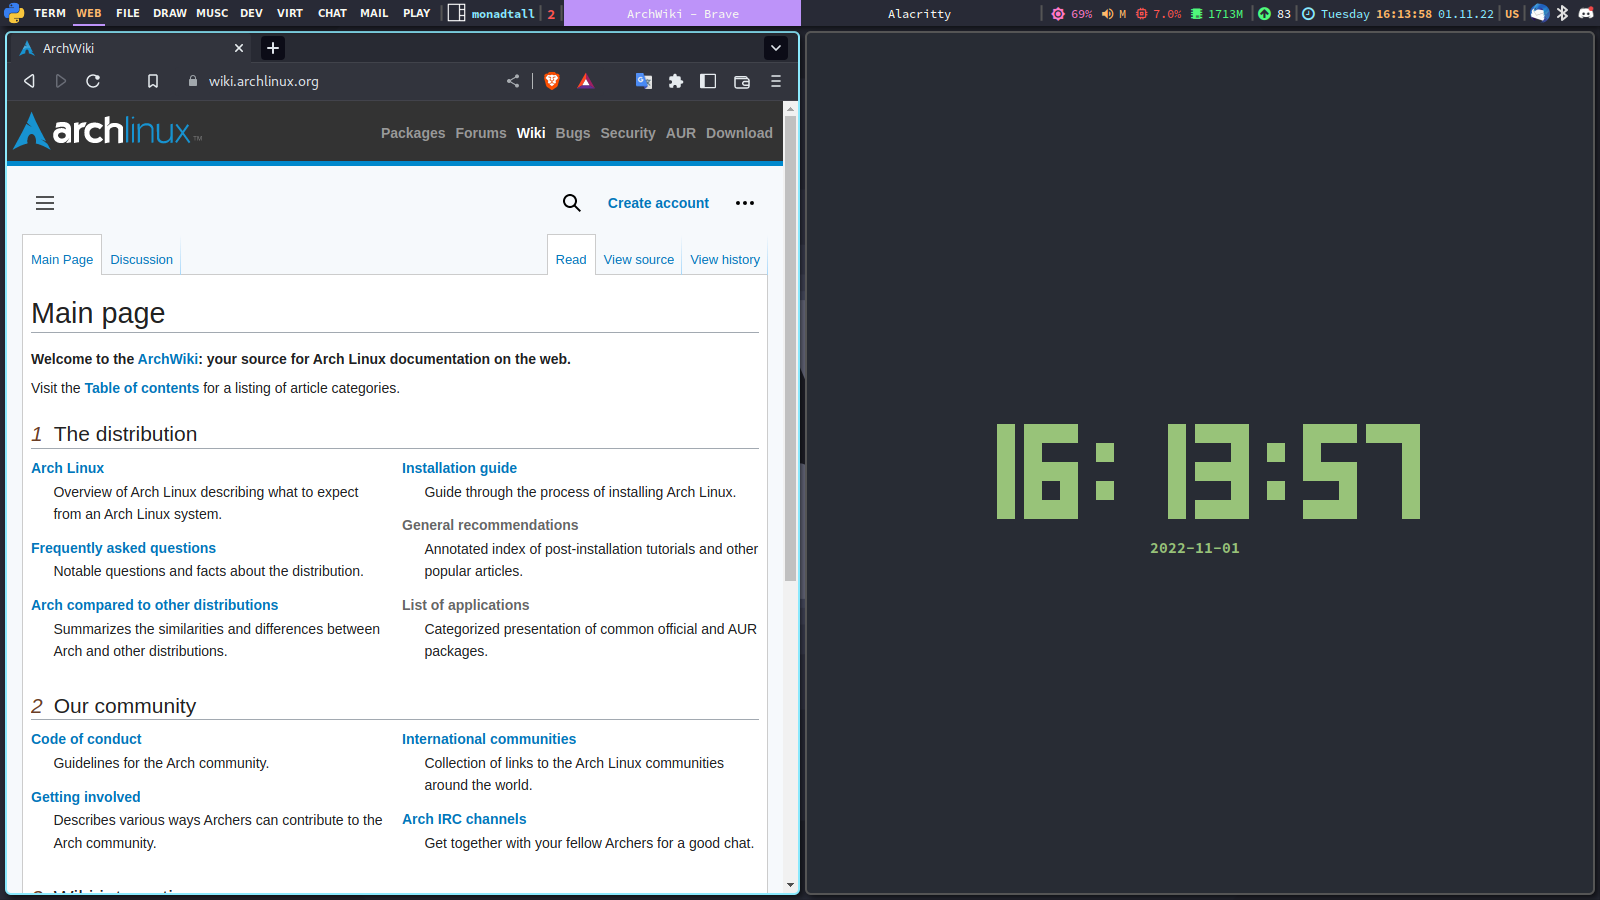 TERM WEB FILE DRAW MUSC DEV VIRT CHAT MAIL PLAY monadtall 2 ArchWiki - Brave Alacritty 69% M 7.0% 1713M 83 Tuesday 16:13:58 01.11.22 US
ArchWiki
wiki.archlinux.org
archlinux™
Packages Forums Wiki Bugs Security AUR Download
Create account
Main Page Discussion Read View source View history
Main page
Welcome to the ArchWiki: your source for Arch Linux documentation on the web.
Visit the Table of contents for a listing of article categories.
1 The distribution
Arch Linux
Overview of Arch Linux describing what to expect
from an Arch Linux system.
Frequently asked questions
Notable questions and facts about the distribution.
Arch compared to other distributions
Summarizes the similarities and differences between
Arch and other distributions.
Installation guide
Guide through the process of installing Arch Linux.
General recommendations
Annotated index of post-installation tutorials and other
popular articles.
List of applications
Categorized presentation of common official and AUR
packages.
2 Our community
Code of conduct
Guidelines for the Arch community.
Getting involved
Describes various ways Archers can contribute to the
Arch community.
International communities
Collection of links to the Arch Linux communities
around the world.
Arch IRC channels
Get together with your fellow Archers for a good chat.
16:13:57
2022-11-01